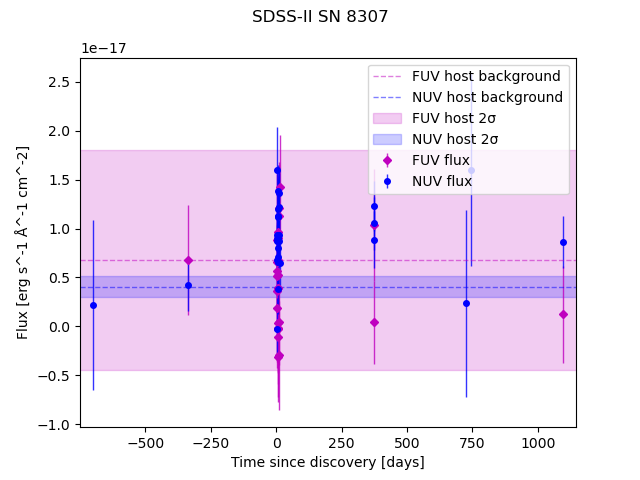 SDSS-II SN 8307
1e−17
FUV host background
NUV host background
FUV host 2σ
NUV host 2σ
FUV flux
NUV flux
2.5
2.0
1.5
1.0
0.5
0.0
−0.5
−1.0
Flux [erg s^-1 Å^-1 cm^-2]
−500
−250
0
250
500
750
1000
Time since discovery [days]